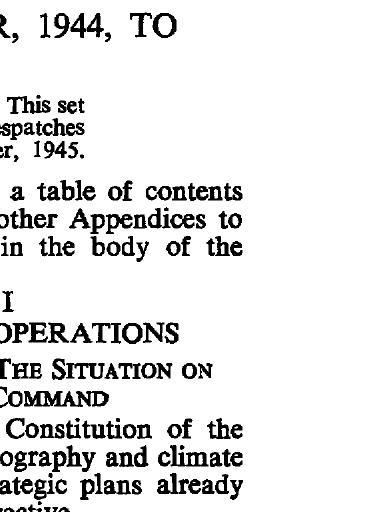 R, 1944, TO
This set
espatches
er, 1945.
a table of contents
other Appendices to
in the body of the
I
OPERATIONS
THE SITUATION ON
COMMAND
Constitution of the
ography and climate
ategic plans already